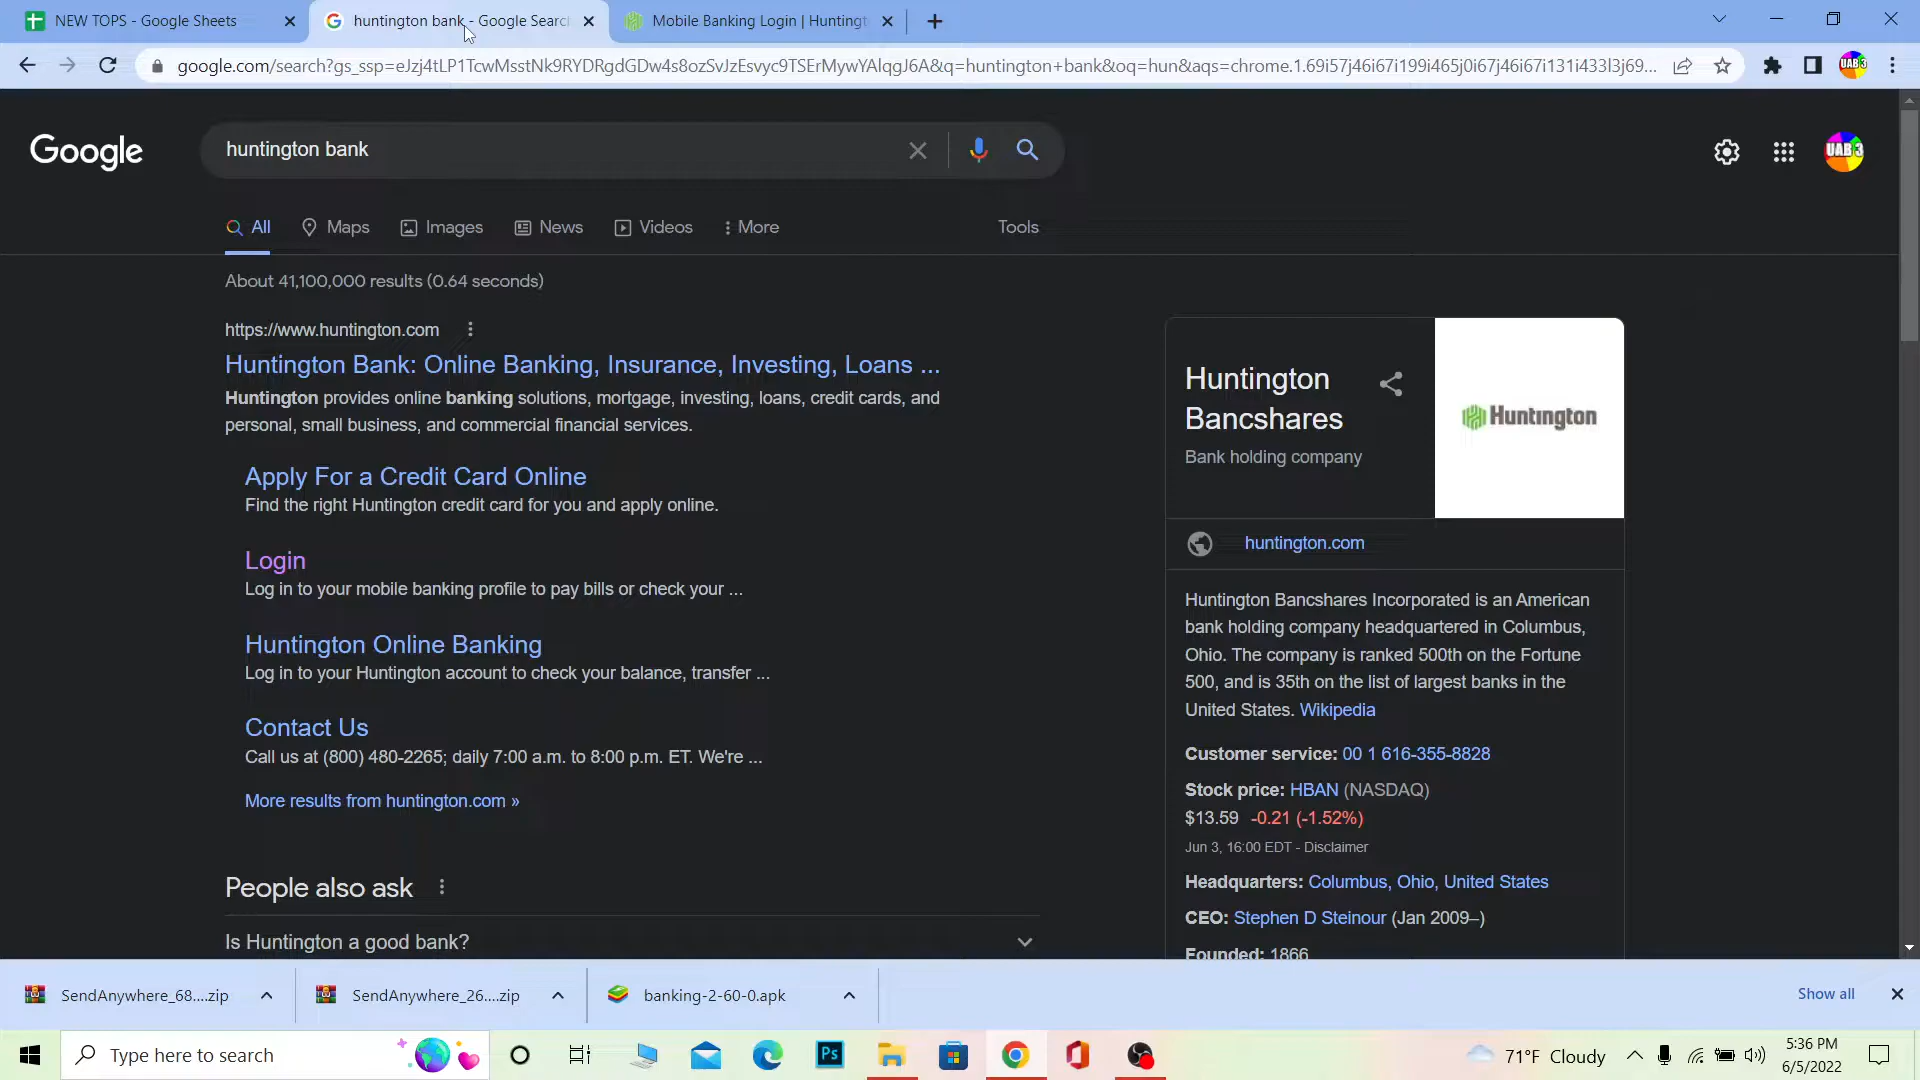 NEW TOPS - Google Sheets
huntington bank - Google Searc
Mobile Banking Login | Huntingt
google.com/search?gs_ssp=eJzj4tLP1TcwMsstNk9RYDRgdGDw4s8ozSvJzEsvyc9TSErMywYAlqgJ6A&q=huntington+bank&oq=hun&aqs=chrome.1.69i57j46i67i199i465j0i67j46i67i131i433l3j69...
UAB 3
Google
huntington bank
UAB 3
All
Maps
Images
News
Videos
More
Tools
About 41,100,000 results (0.64 seconds)
https://www.huntington.com
Huntington Bank: Online Banking, Insurance, Investing, Loans ...
Huntington provides online banking solutions, mortgage, investing, loans, credit cards, and
personal, small business, and commercial financial services.
Apply For a Credit Card Online
Find the right Huntington credit card for you and apply online.
Login
Log in to your mobile banking profile to pay bills or check your ...
Huntington Online Banking
Log in to your Huntington account to check your balance, transfer ...
Contact Us
Call us at (800) 480-2265; daily 7:00 a.m. to 8:00 p.m. ET. We're ...
More results from huntington.com »
People also ask
Is Huntington a good bank?
Huntington
Bancshares
Bank holding company
Huntington
huntington.com
Huntington Bancshares Incorporated is an American
bank holding company headquartered in Columbus,
Ohio. The company is ranked 500th on the Fortune
500, and is 35th on the list of largest banks in the
United States. Wikipedia
Customer service: 00 1 616-355-8828
Stock price: HBAN (NASDAQ)
$13.59 -0.21 (-1.52%)
Jun 3, 16:00 EDT - Disclaimer
Headquarters: Columbus, Ohio, United States
CEO: Stephen D Steinour (Jan 2009–)
Founded: 1866
SendAnywhere_68....zip
SendAnywhere_26....zip
banking-2-60-0.apk
Show all
Type here to search
Ps
71°F Cloudy
5:36 PM
6/5/2022